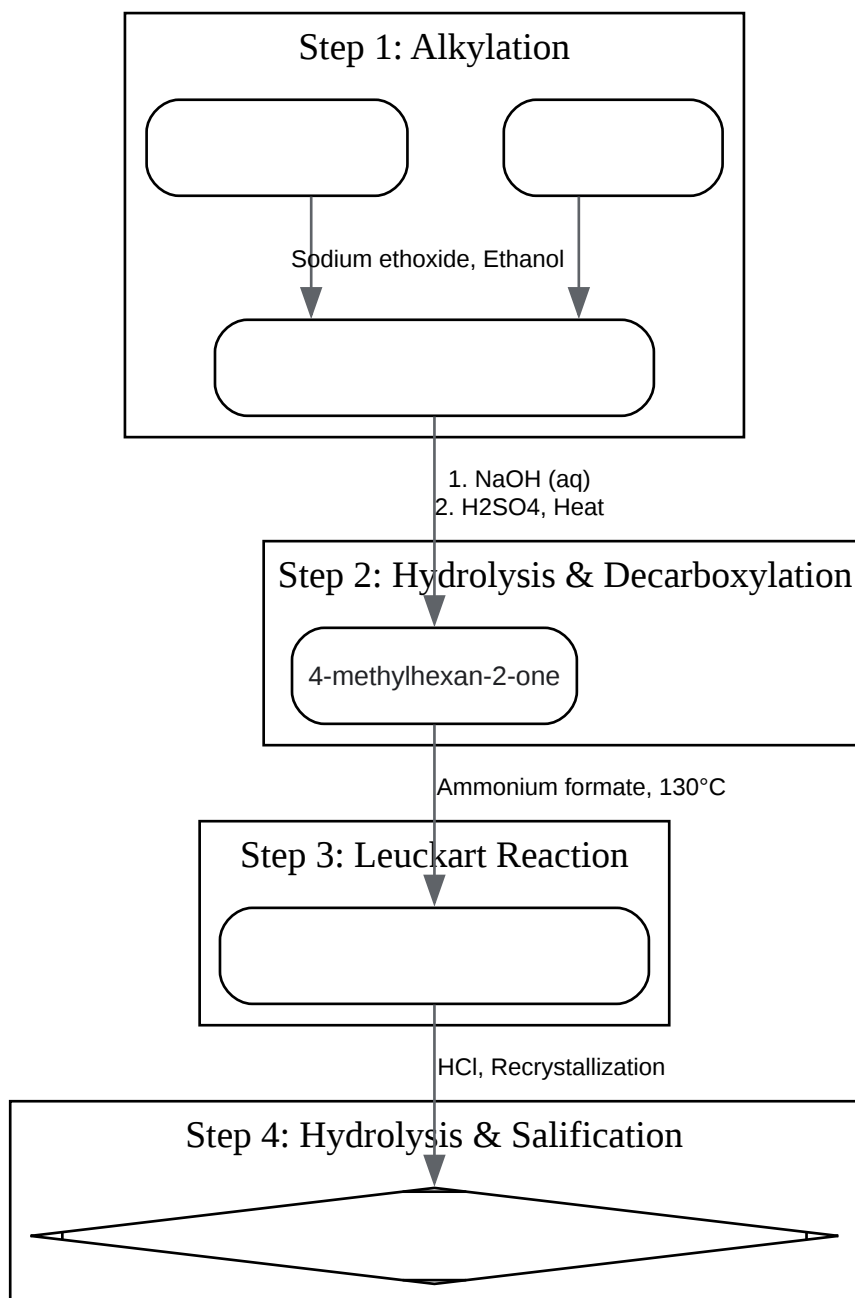 Step 1: Alkylation
Sodium ethoxide, Ethanol
1. NaOH (aq)
2. H2SO4, Heat
Step 2: Hydrolysis & Decarboxylation
4-methylhexan-2-one
Ammonium formate, 130°C
Step 3: Leuckart Reaction
HCl, Recrystallization
Step 4: Hydrolysis & Salification